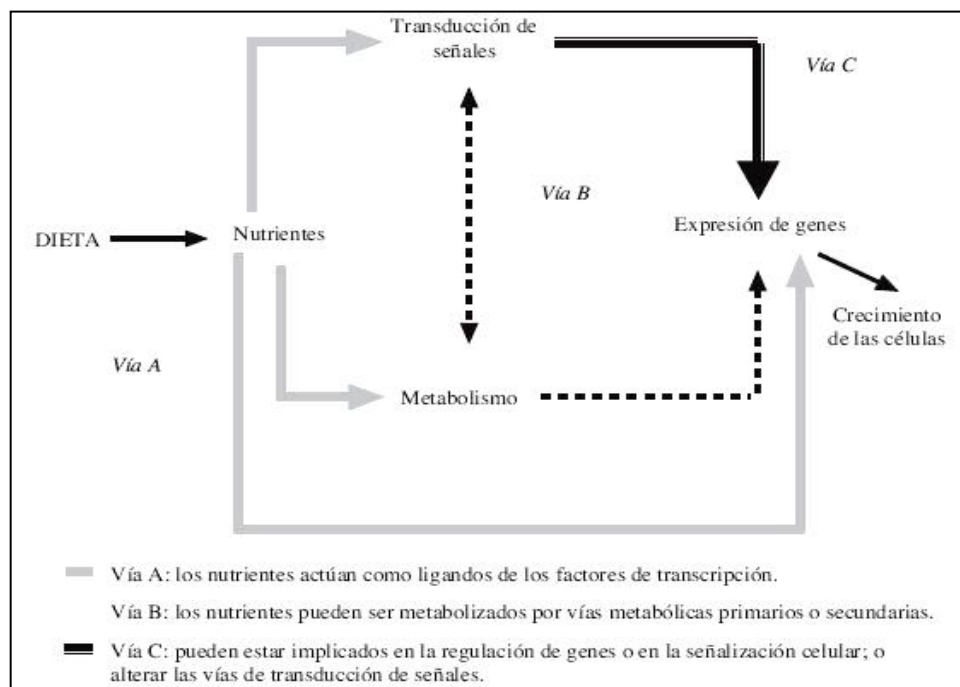 Transducción de
señales
Vía C
Vía B
DIETA
Nutrientes
Expresión de genes
Crecimiento
de las células
Vía A
Metabolismo
Vía A: los nutrientes actúan como ligandos de los factores de transcripción.
Vía B: los nutrientes pueden ser metabolizados por vías metabólicas primarios o secundarias.
Vía C: pueden estar implicados en la regulación de genes o en la señalización celular; o
alterar las vías de transducción de señales.